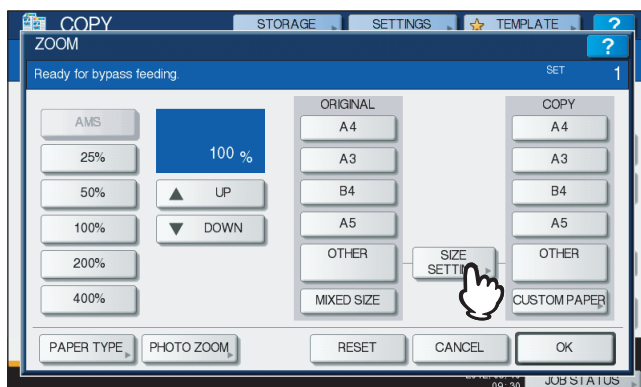 COPY
STORAGE
SETTINGS
TEMPLATE
?
ZOOM
?
Ready for bypass feeding.
SET 1
AMS
25%
50%
100%
200%
400%
100 %
UP
DOWN
ORIGINAL
A4
A3
B4
A5
OTHER
MIXED SIZE
SIZE
COPY
A4
A3
B4
A5
OTHER
CUSTOM PAPER
PAPER TYPE
PHOTO ZOOM
RESET
CANCEL
OK
09:30
JOB STATUS